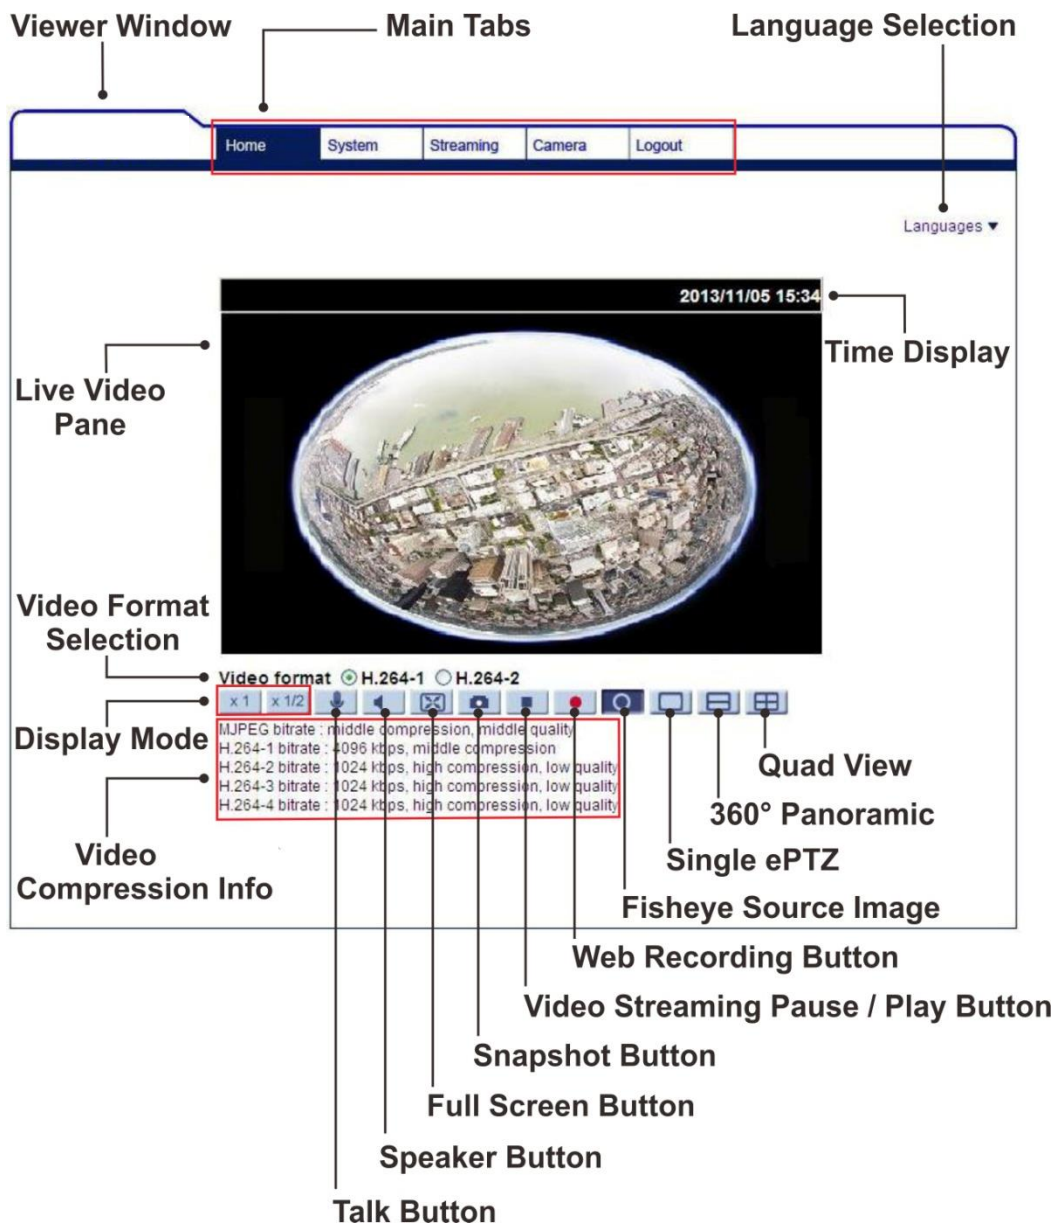 Viewer Window
Main Tabs
Language Selection
Home
System
Streaming
Camera
Logout
Languages ▼
2013/11/05 15:34
Time Display
Live Video
Pane
Video Format
Selection
Video format H.264-1 H.264-2
x 1
x 1/2
Display Mode
MJPEG bitrate : middle compression, middle quality
H.264-1 bitrate : 4096 kbps, middle compression
H.264-2 bitrate : 1024 kbps, high compression, low quality
H.264-3 bitrate : 1024 kbps, high compression, low quality
H.264-4 bitrate : 1024 kbps, high compression, low quality
Quad View
360° Panoramic
Video
Compression Info
Single ePTZ
Fisheye Source Image
Web Recording Button
Video Streaming Pause / Play Button
Snapshot Button
Full Screen Button
Speaker Button
Talk Button